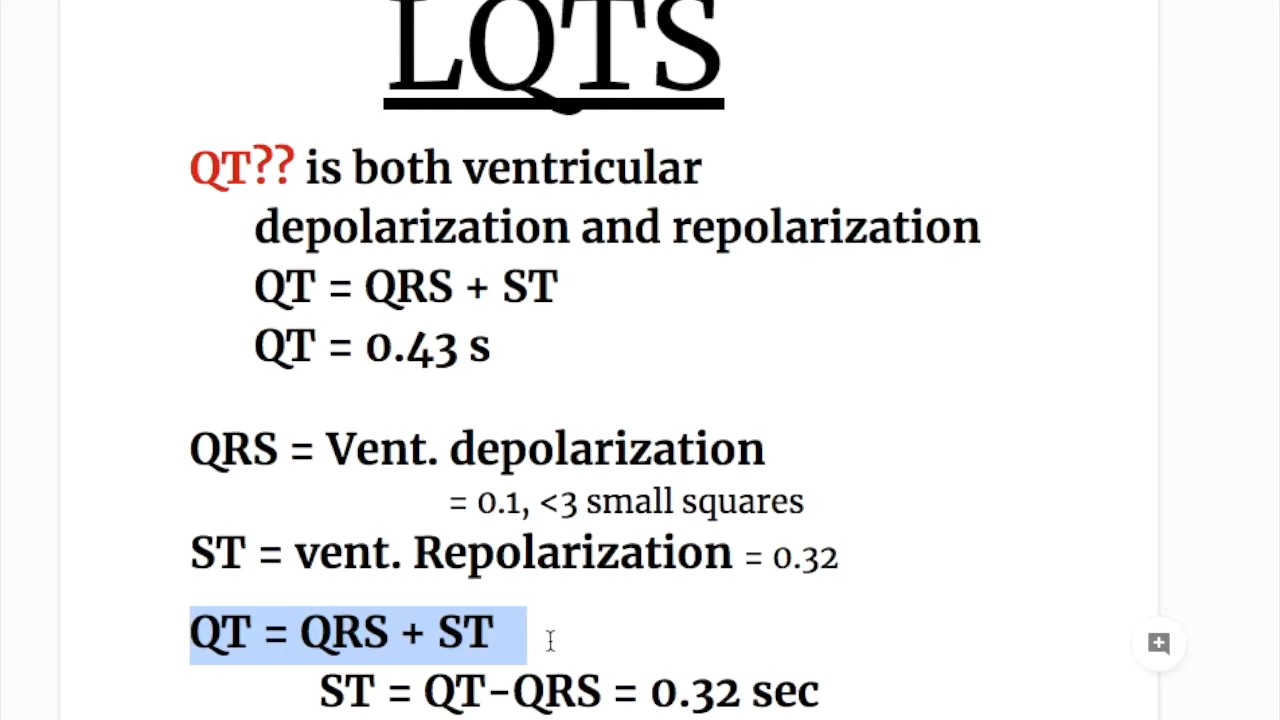 LQTS
QT?? is both ventricular
depolarization and repolarization
QT = QRS + ST
QT = 0.43 s
QRS = Vent. depolarization
= 0.1, <3 small squares
ST = vent. Repolarization = 0.32
QT = QRS + ST
ST = QT-QRS = 0.32 sec